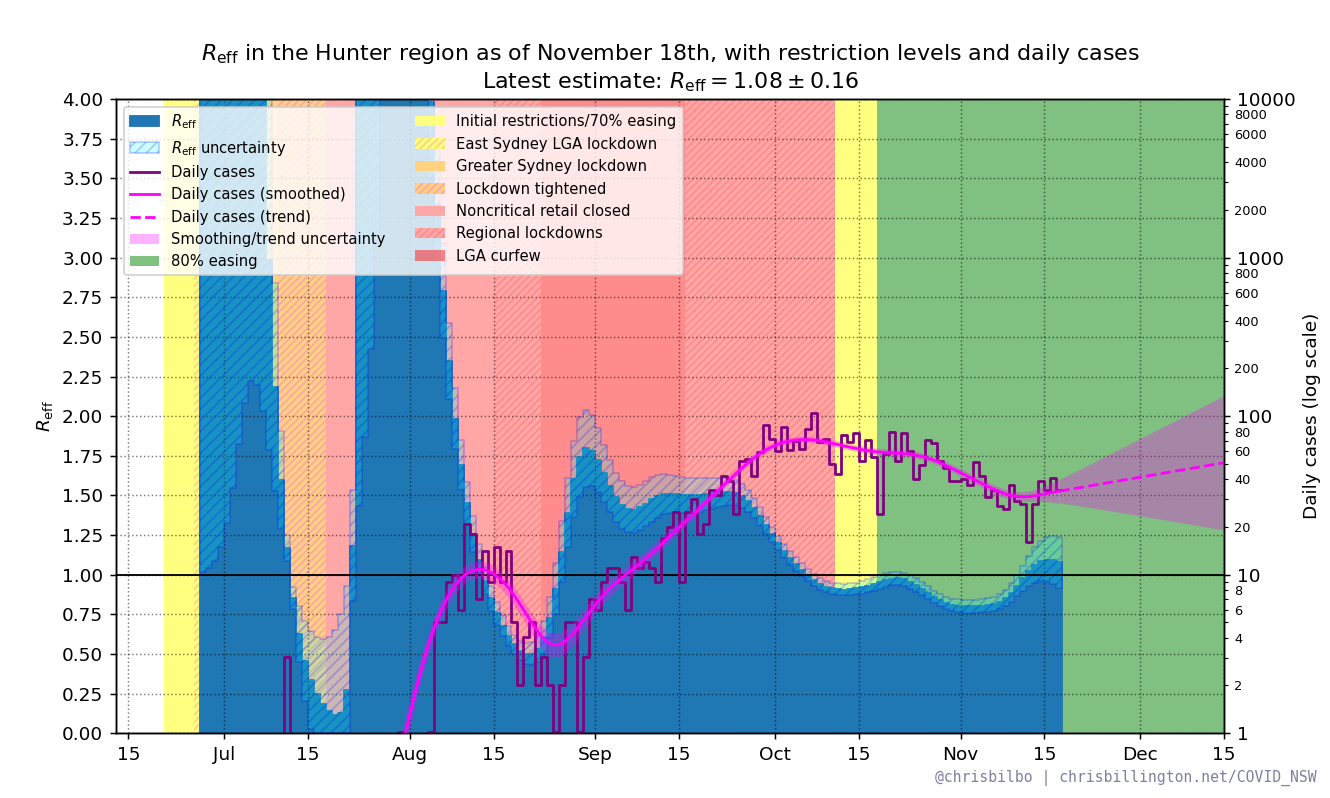 Reff in the Hunter region as of November 18th, with restriction levels and daily cases
Latest estimate: Reff = 1.08 ± 0.16
Reff
Reff uncertainty
Daily cases
Daily cases (smoothed)
Daily cases (trend)
Smoothing/trend uncertainty
80% easing
Initial restrictions/70% easing
East Sydney LGA lockdown
Greater Sydney lockdown
Lockdown tightened
Noncritical retail closed
Regional lockdowns
LGA curfew
Reff
4.00
3.75
3.50
3.25
3.00
2.75
2.50
2.25
2.00
1.75
1.50
1.25
1.00
0.75
0.50
0.25
0.00
10000
8000
6000
4000
2000
1000
800
600
400
200
100
80
60
40
20
10
8
6
4
2
1
Daily cases (log scale)
15 Jul 15 Aug 15 Sep 15 Oct 15 Nov 15 Dec 15
@chrisbilbo | chrisbillington.net/COVID_NSW